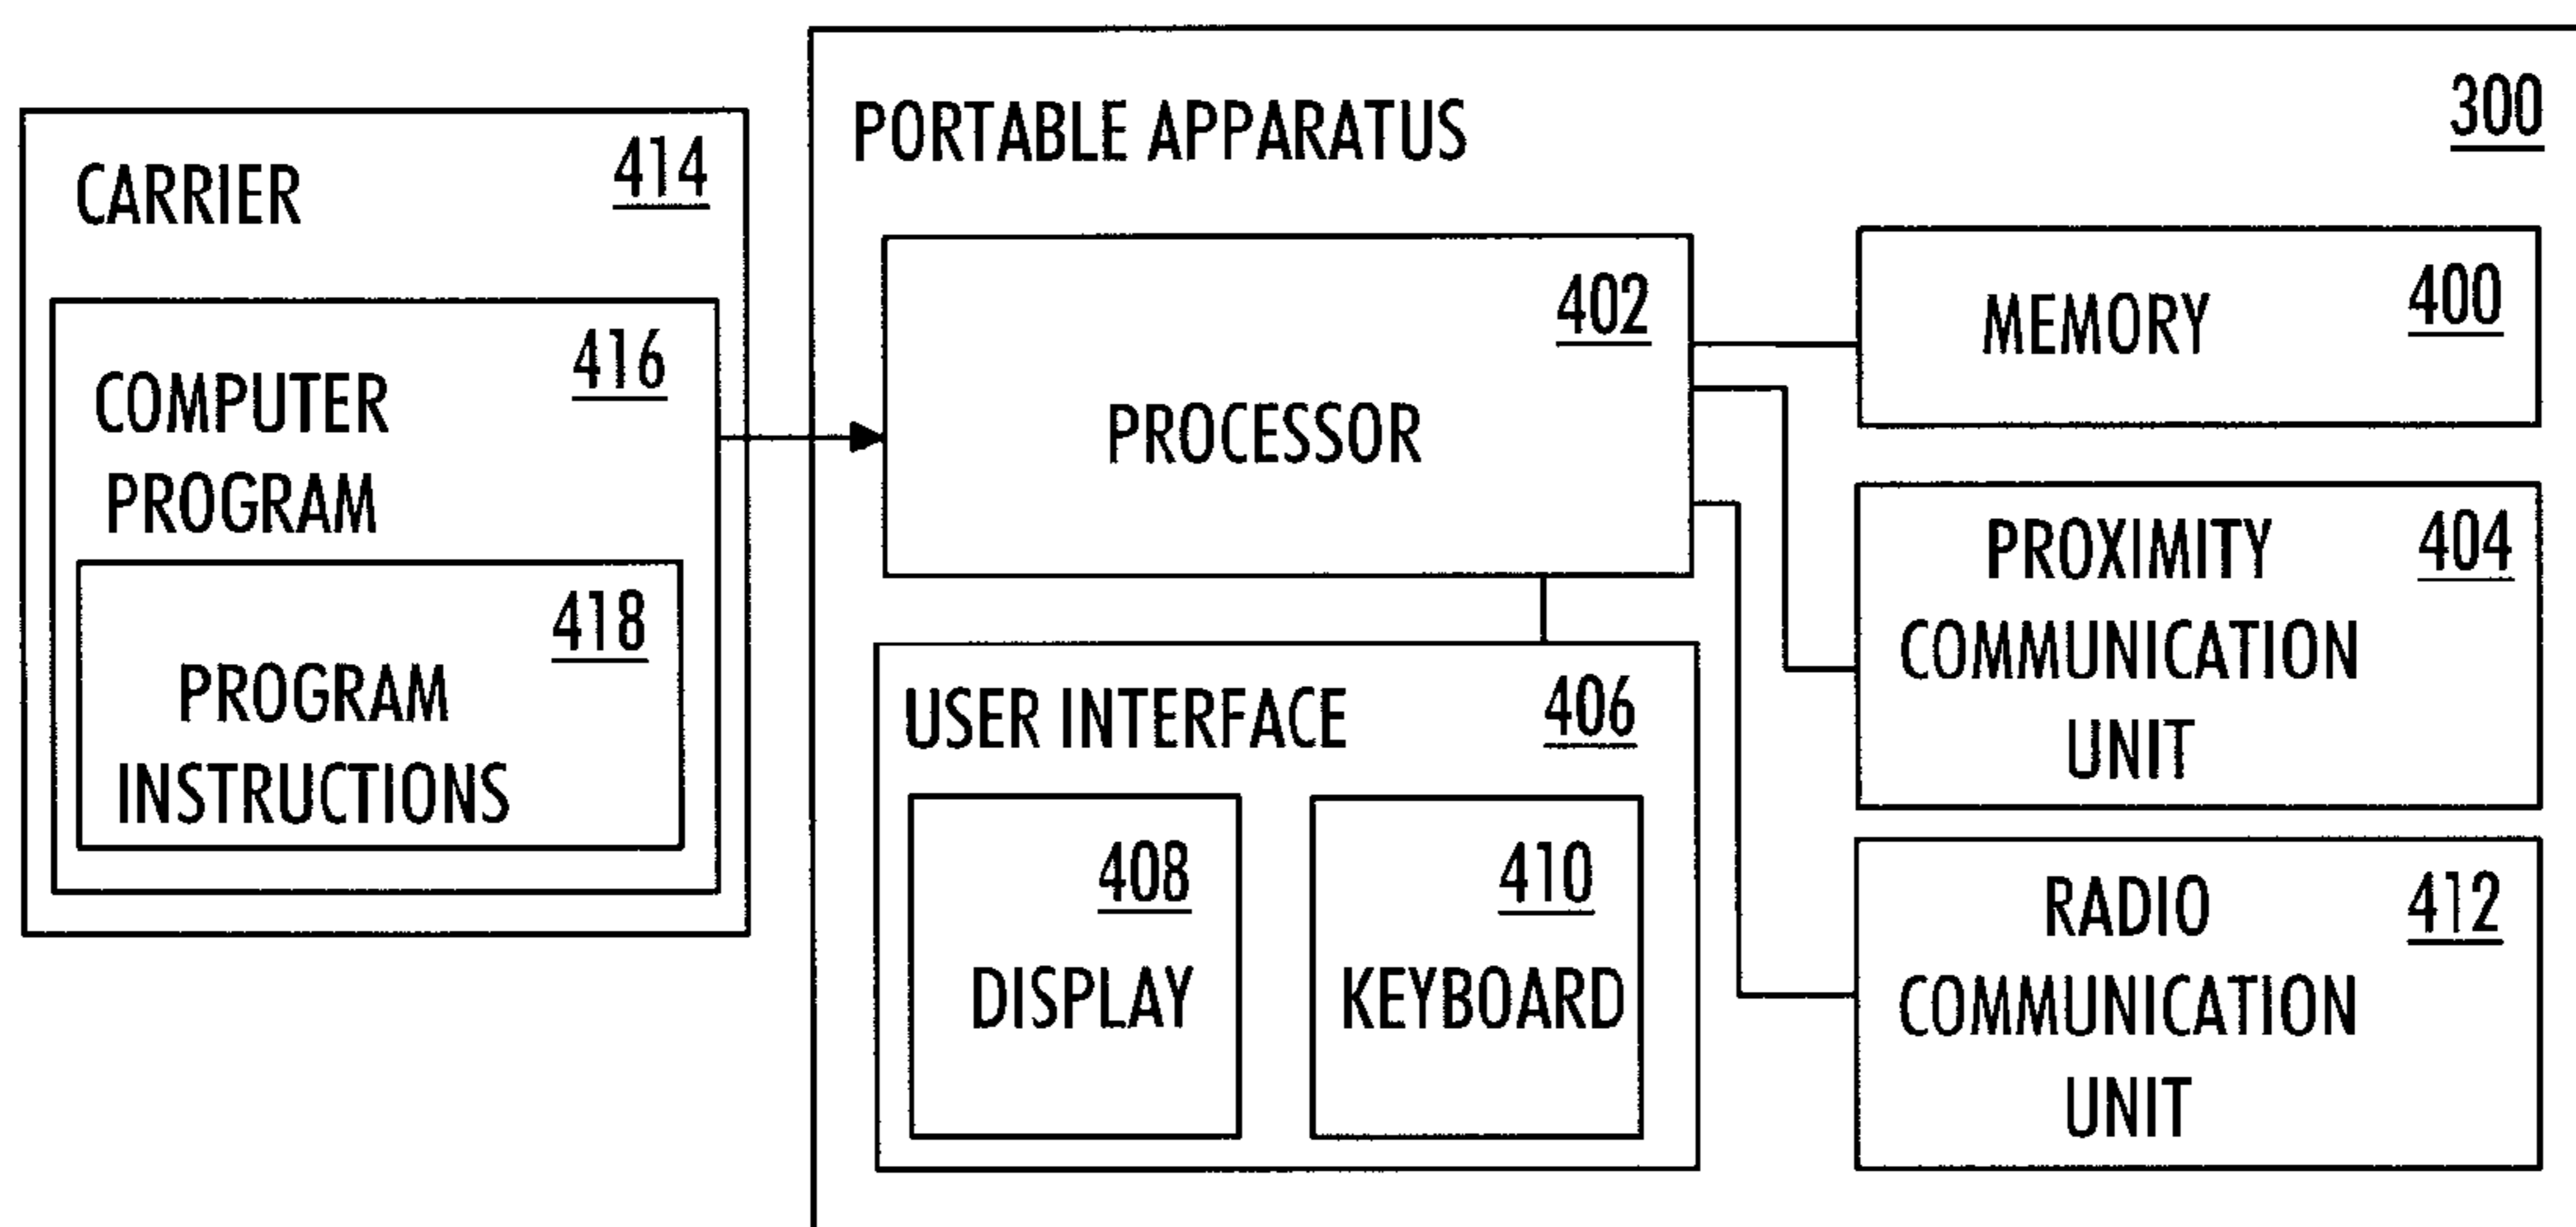 CARRIER
414
COMPUTER
PROGRAM
416
PROGRAM
INSTRUCTIONS
418
PORTABLE APPARATUS
300
PROCESSOR
402
MEMORY
400
PROXIMITY
COMMUNICATION
UNIT
404
USER INTERFACE
406
DISPLAY
408
KEYBOARD
410
RADIO
COMMUNICATION
UNIT
412